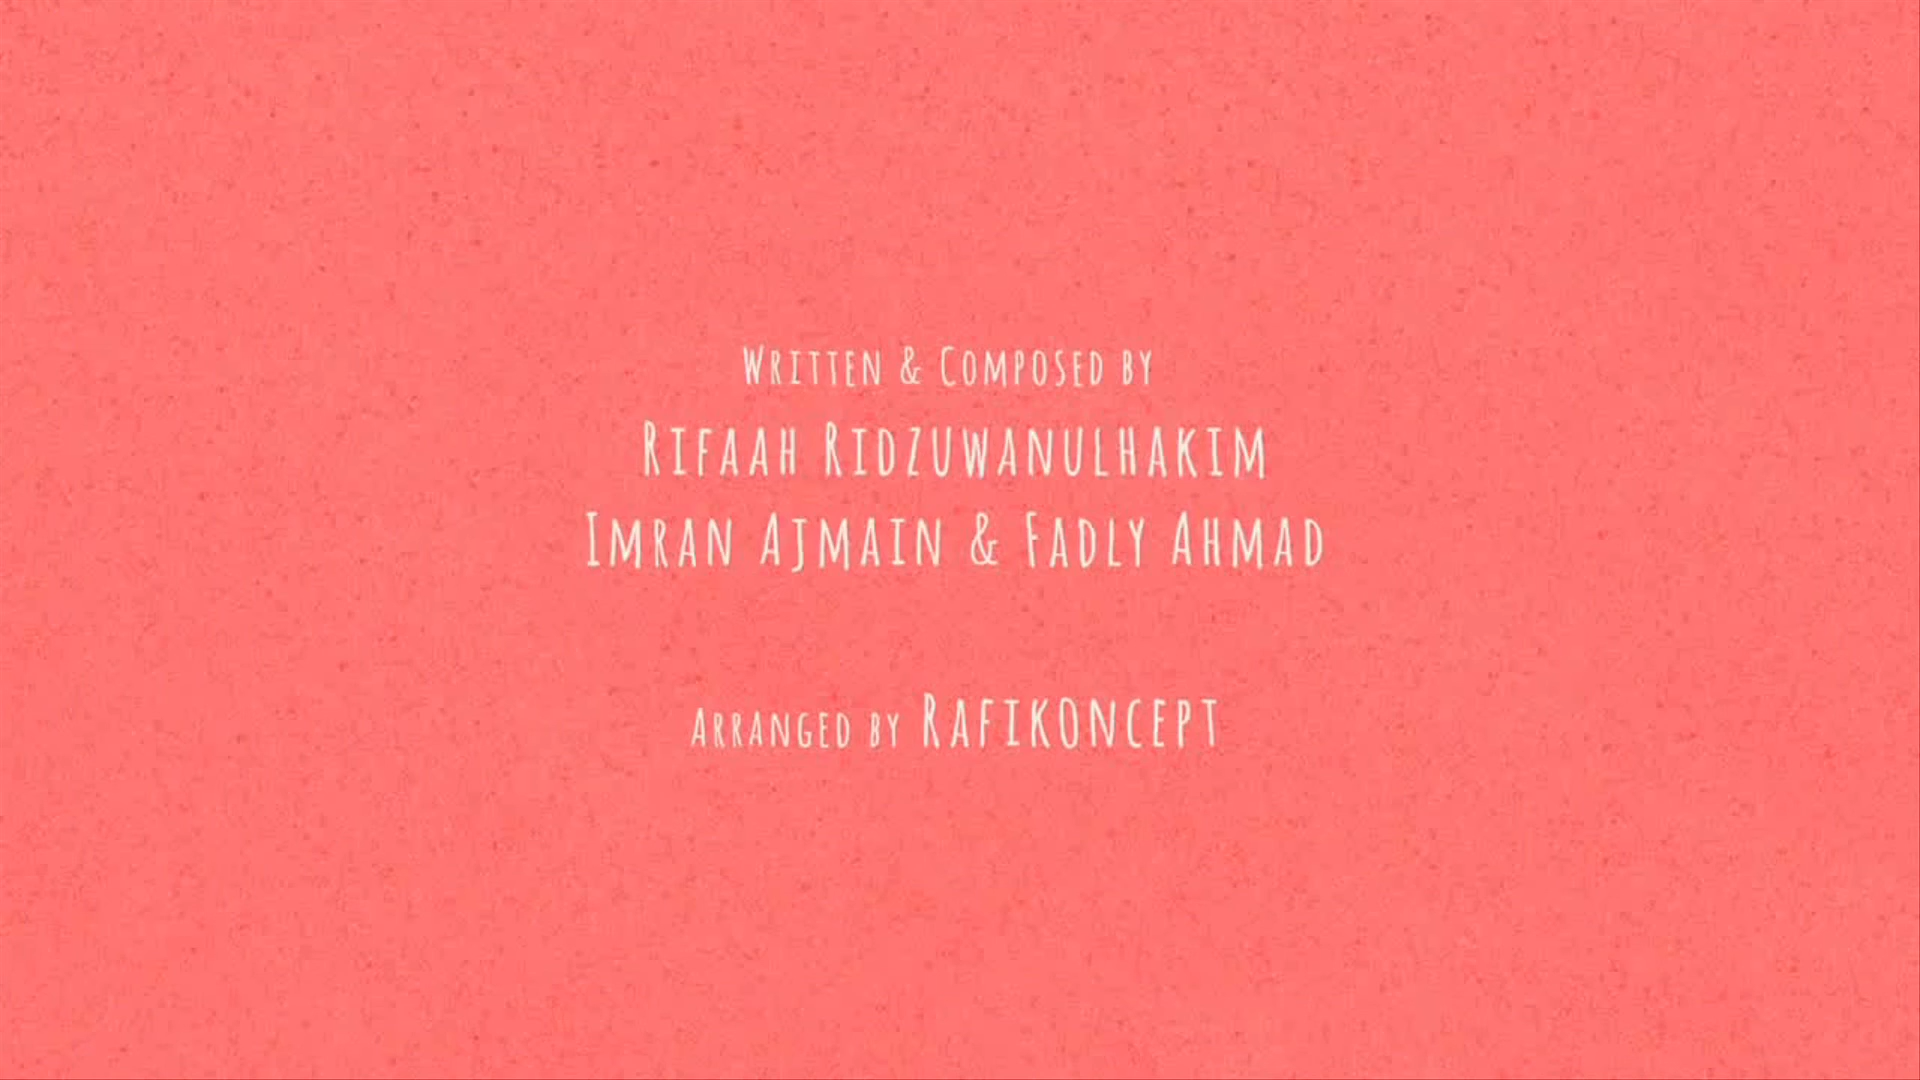 Written & Composed by
Rifaah Ridzuwanulhakim
Imran Ajmain & Fadly Ahmad
Arranged by Rafikoncept